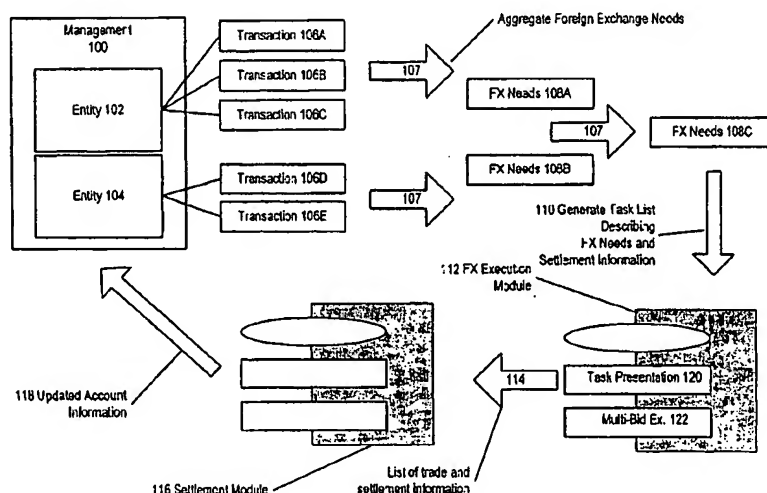 Management
100
Entity 102
Entity 104
Transaction 106A
Transaction 106B
Transaction 106C
Transaction 106D
Transaction 106E
107
107
Aggregate Foreign Exchange Needs
FX Needs 108A
FX Needs 108B
107
FX Needs 108C
110 Generate Task List
Describing
FX Needs and
Settlement Information
112 FX Execution
Module
Task Presentation 120
Multi-Bid Ex. 122
114
118 Updated Account
Information
116 Settlement Module
List of trade and
settlement information